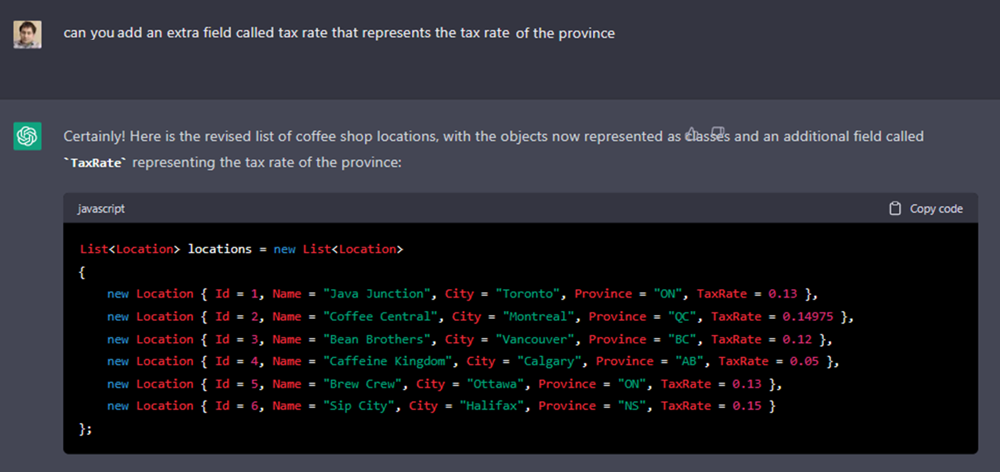 can you add an extra field called tax rate that represents the tax rate of the province
Certainly! Here is the revised list of coffee shop locations, with the objects now represented as classes and an additional field called
`TaxRate` representing the tax rate of the province:
javascript
Copy code
List<Location> locations = new List<Location>
{
    new Location { Id = 1, Name = "Java Junction", City = "Toronto", Province = "ON", TaxRate = 0.13 },
    new Location { Id = 2, Name = "Coffee Central", City = "Montreal", Province = "QC", TaxRate = 0.14975 },
    new Location { Id = 3, Name = "Bean Brothers", City = "Vancouver", Province = "BC", TaxRate = 0.12 },
    new Location { Id = 4, Name = "Caffeine Kingdom", City = "Calgary", Province = "AB", TaxRate = 0.05 },
    new Location { Id = 5, Name = "Brew Crew", City = "Ottawa", Province = "ON", TaxRate = 0.13 },
    new Location { Id = 6, Name = "Sip City", City = "Halifax", Province = "NS", TaxRate = 0.15 }
};